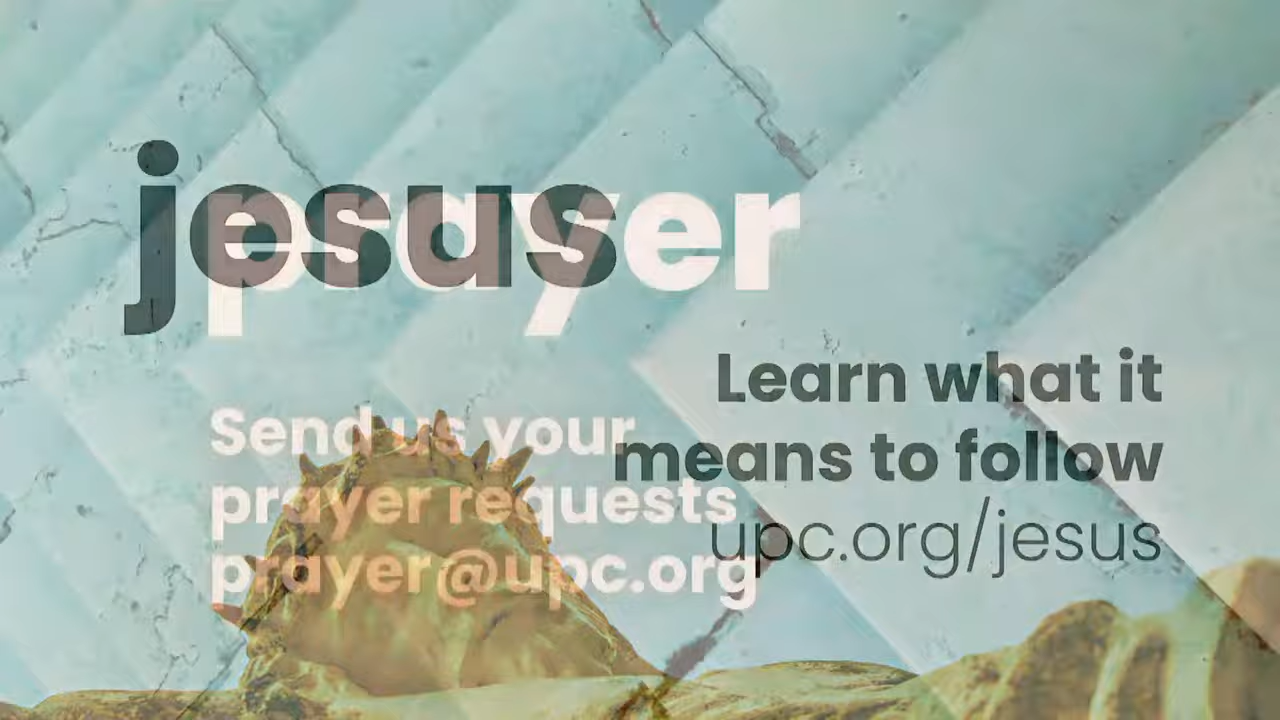 jesus
Learn what it
means to follow
upc.org/jesus
prayer
Send us your
prayer requests
prayer@upc.org